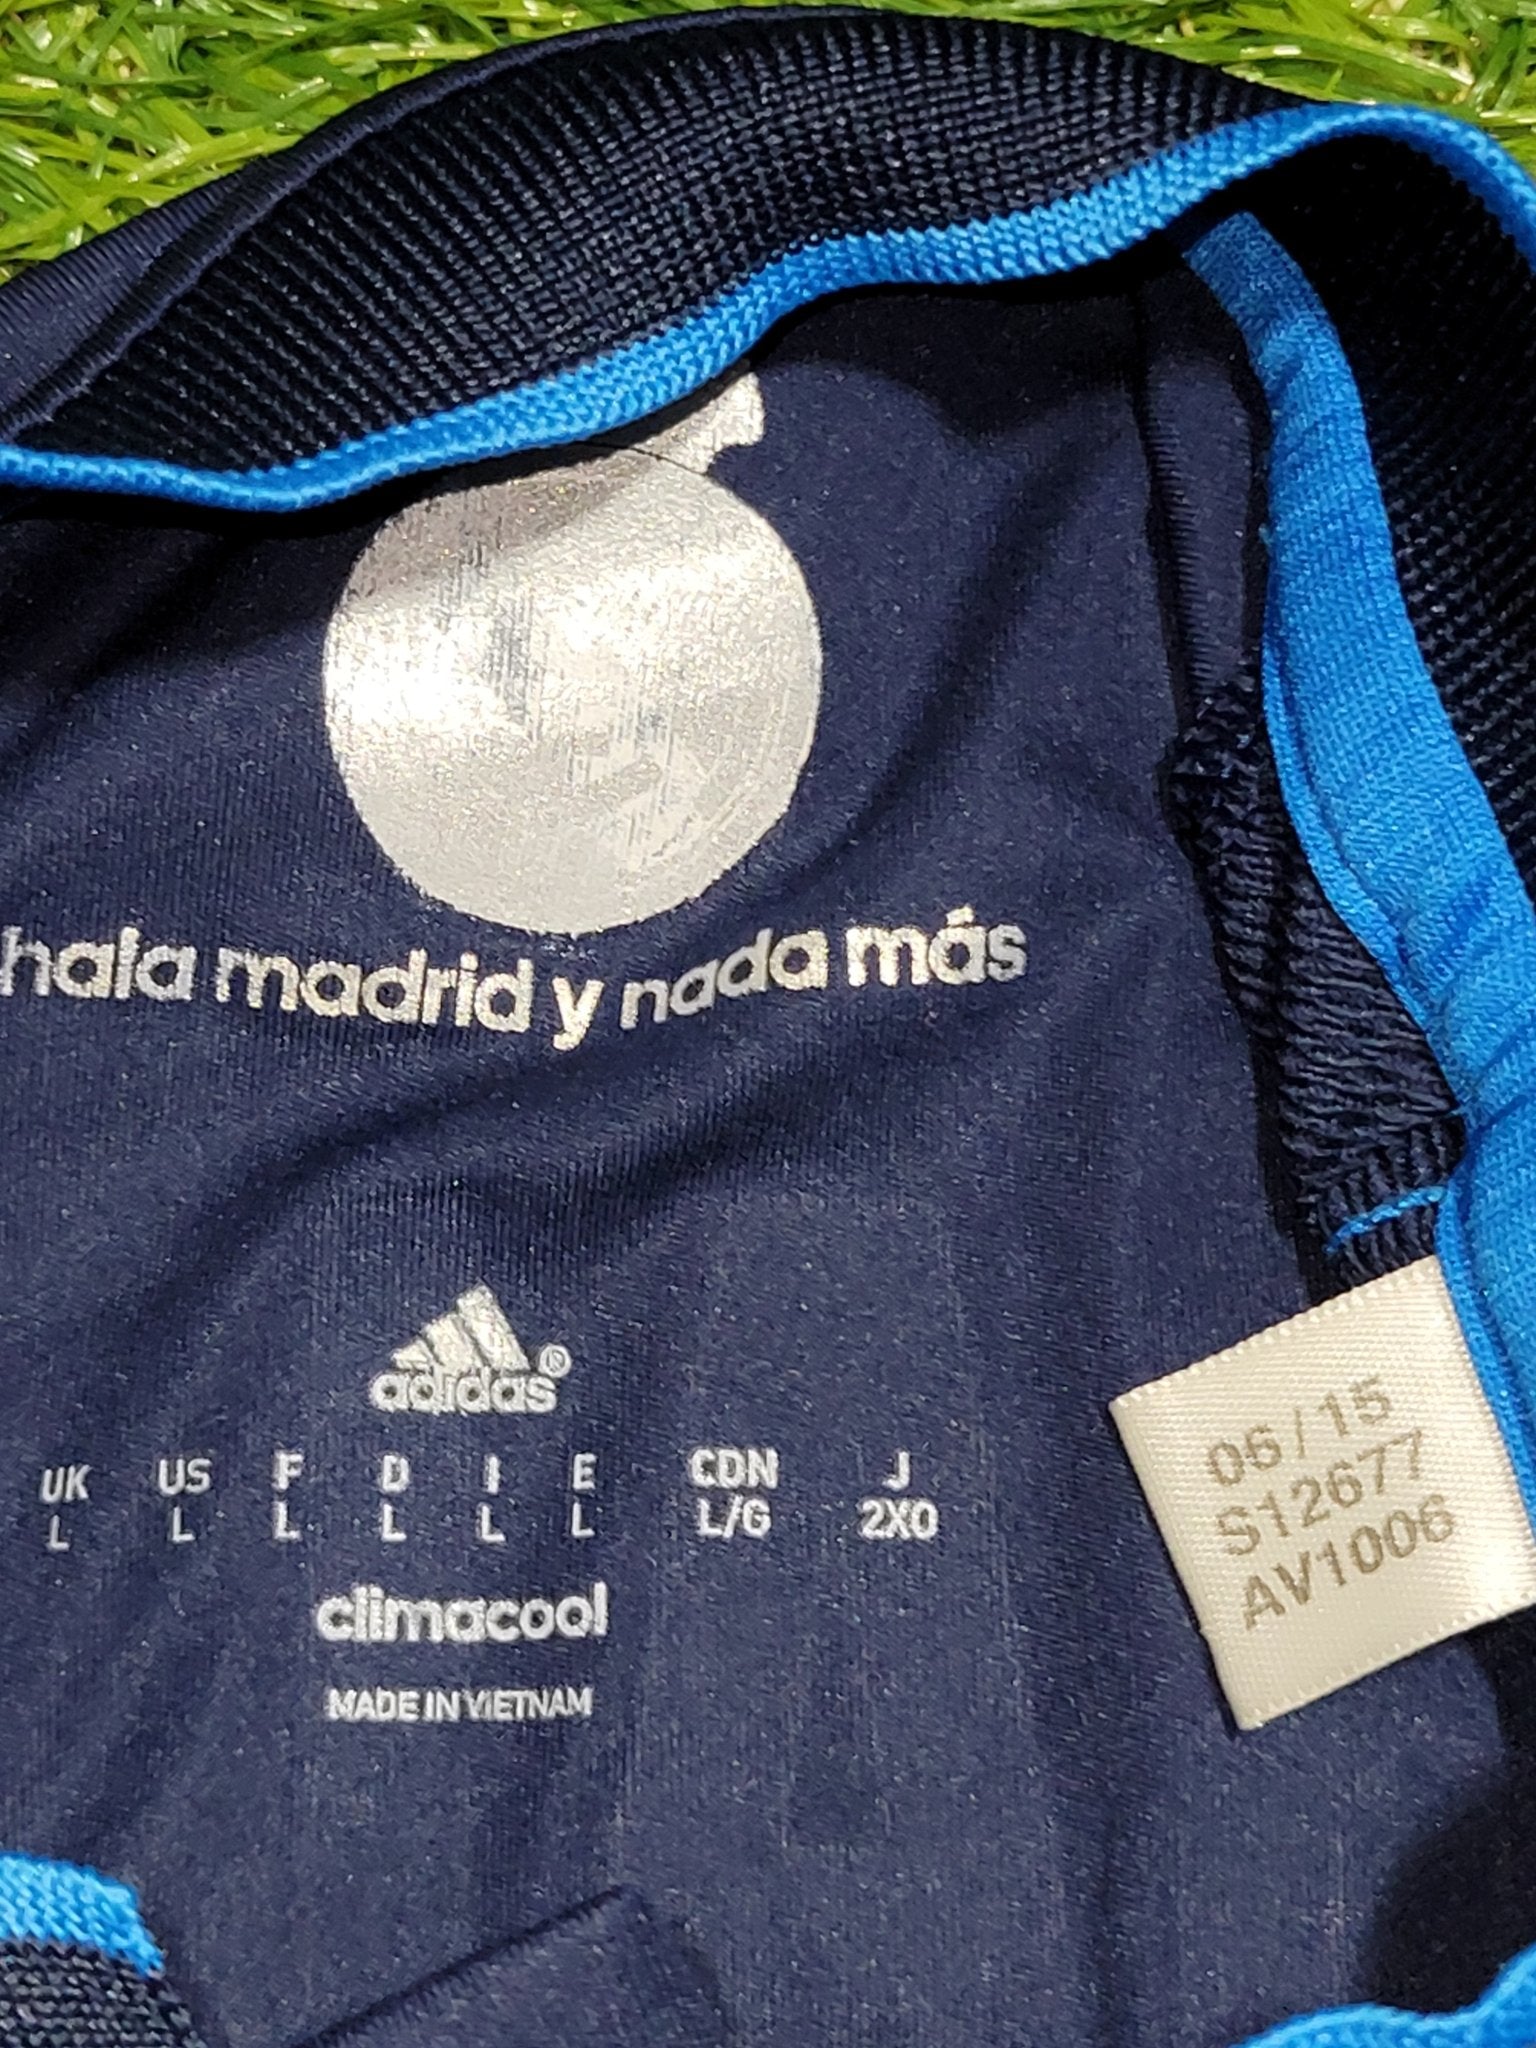 hala madrid y nada más
adidas®
UK US F D I E CDN J
L L L L L L L/G 2XO
climacool
MADE IN VIETNAM
06/15
S12677
AV1006